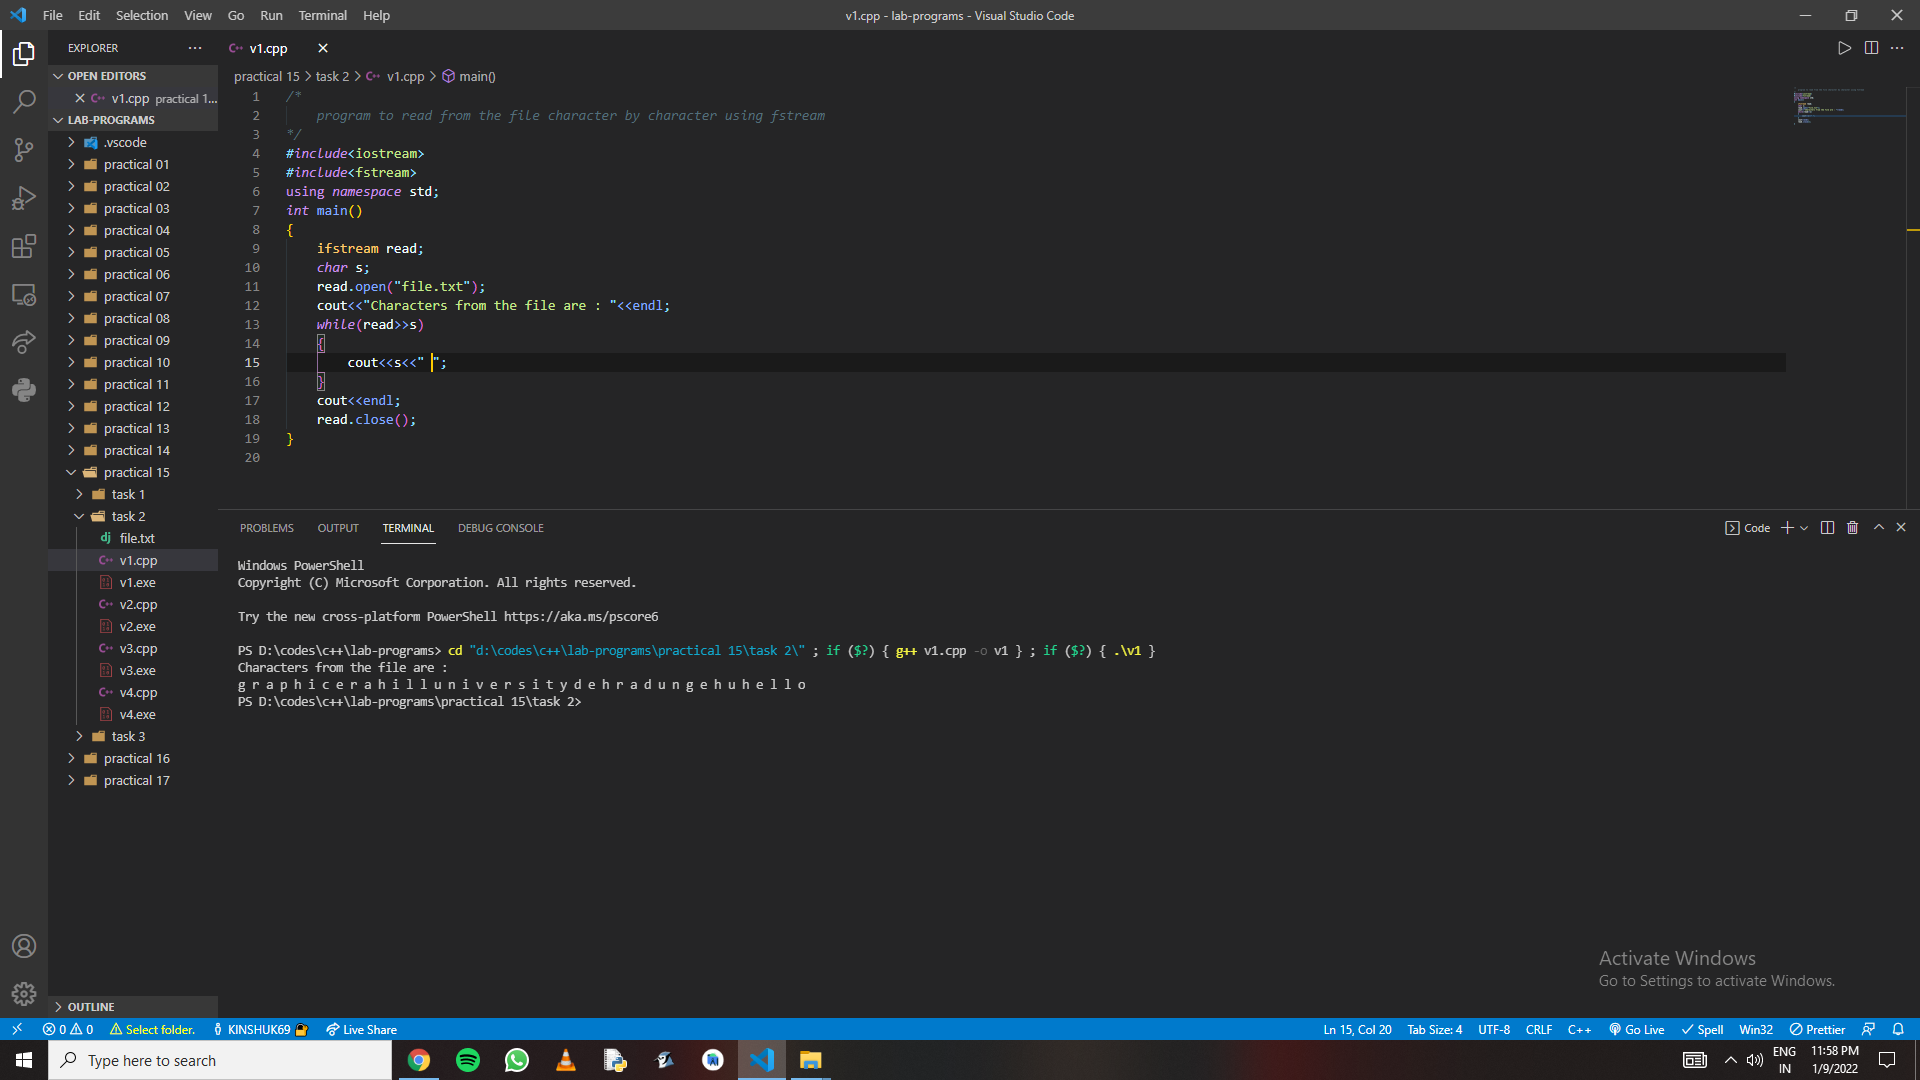 File Edit Selection View Go Run Terminal Help
v1.cpp - lab-programs - Visual Studio Code
EXPLORER
OPEN EDITORS
v1.cpp practical 1...
LAB-PROGRAMS
.vscode
practical 01
practical 02
practical 03
practical 04
practical 05
practical 06
practical 07
practical 08
practical 09
practical 10
practical 11
practical 12
practical 13
practical 14
practical 15
task 1
task 2
file.txt
v1.cpp
v1.exe
v2.cpp
v2.exe
v3.cpp
v3.exe
v4.cpp
v4.exe
task 3
practical 16
practical 17
OUTLINE
v1.cpp
practical 15 > task 2 > v1.cpp > main()
1 /*
2 program to read from the file character by character using fstream
3 */
4 #include<iostream>
5 #include<fstream>
6 using namespace std;
7 int main()
8 {
9 ifstream read;
10 char s;
11 read.open("file.txt");
12 cout<<"Characters from the file are : "<<endl;
13 while(read>>s)
14 {
15 cout<<s<<" ";
16 }
17 cout<<endl;
18 read.close();
19 }
20
PROBLEMS OUTPUT TERMINAL DEBUG CONSOLE
Code
Windows PowerShell
Copyright (C) Microsoft Corporation. All rights reserved.
Try the new cross-platform PowerShell https://aka.ms/pscore6
PS D:\codes\c++\lab-programs> cd "d:\codes\c++\lab-programs\practical 15\task 2\" ; if ($?) { g++ v1.cpp -o v1 } ; if ($?) { .\v1 }
Characters from the file are :
g r a p h i c e r a h i l l u n i v e r s i t y d e h r a d u n g e h u h e l l o
PS D:\codes\c++\lab-programs\practical 15\task 2>
Activate Windows
Go to Settings to activate Windows.
0 0 Select folder. KINSHUK69 Live Share
Ln 15, Col 20 Tab Size: 4 UTF-8 CRLF C++ Go Live Spell Win32 Prettier
Type here to search
ENG
IN
11:58 PM
1/9/2022